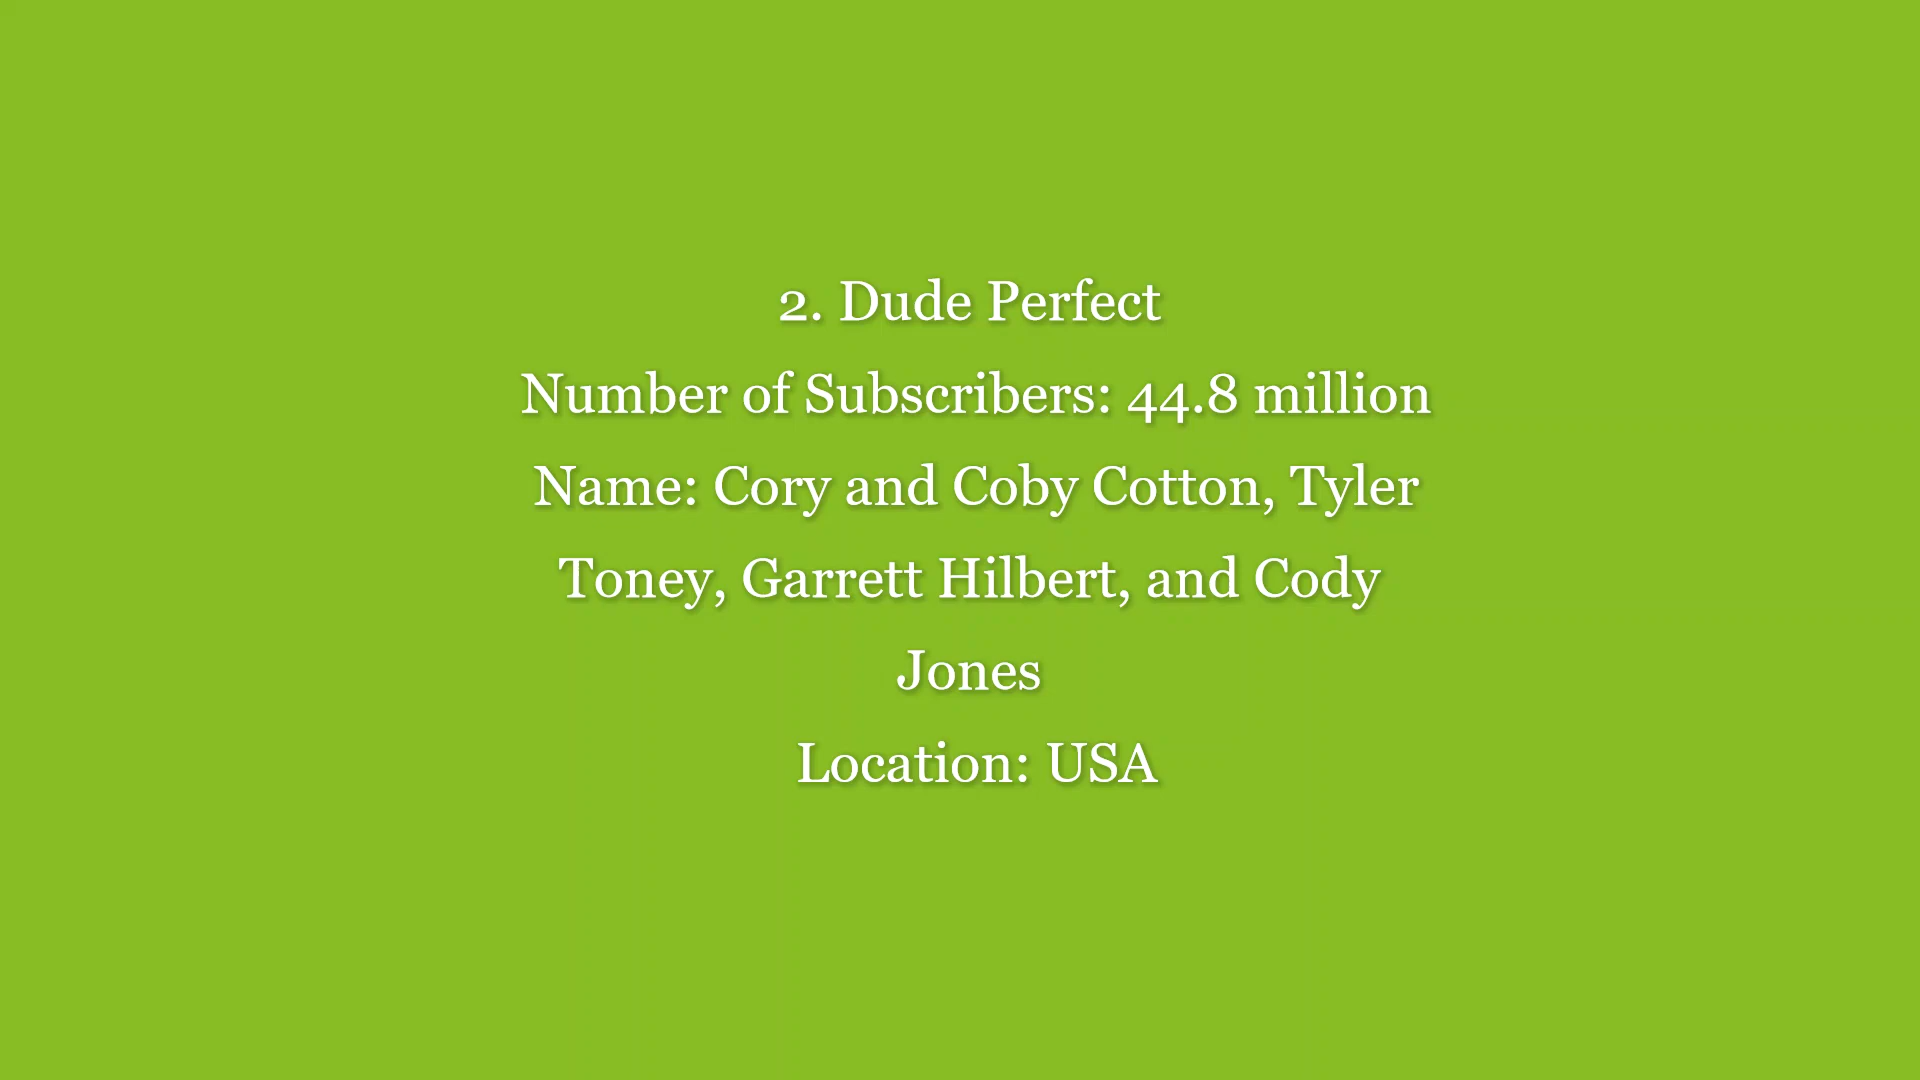 2. Dude Perfect
Number of Subscribers: 44.8 million
Name: Cory and Coby Cotton, Tyler
Toney, Garrett Hilbert, and Cody
Jones
Location: USA